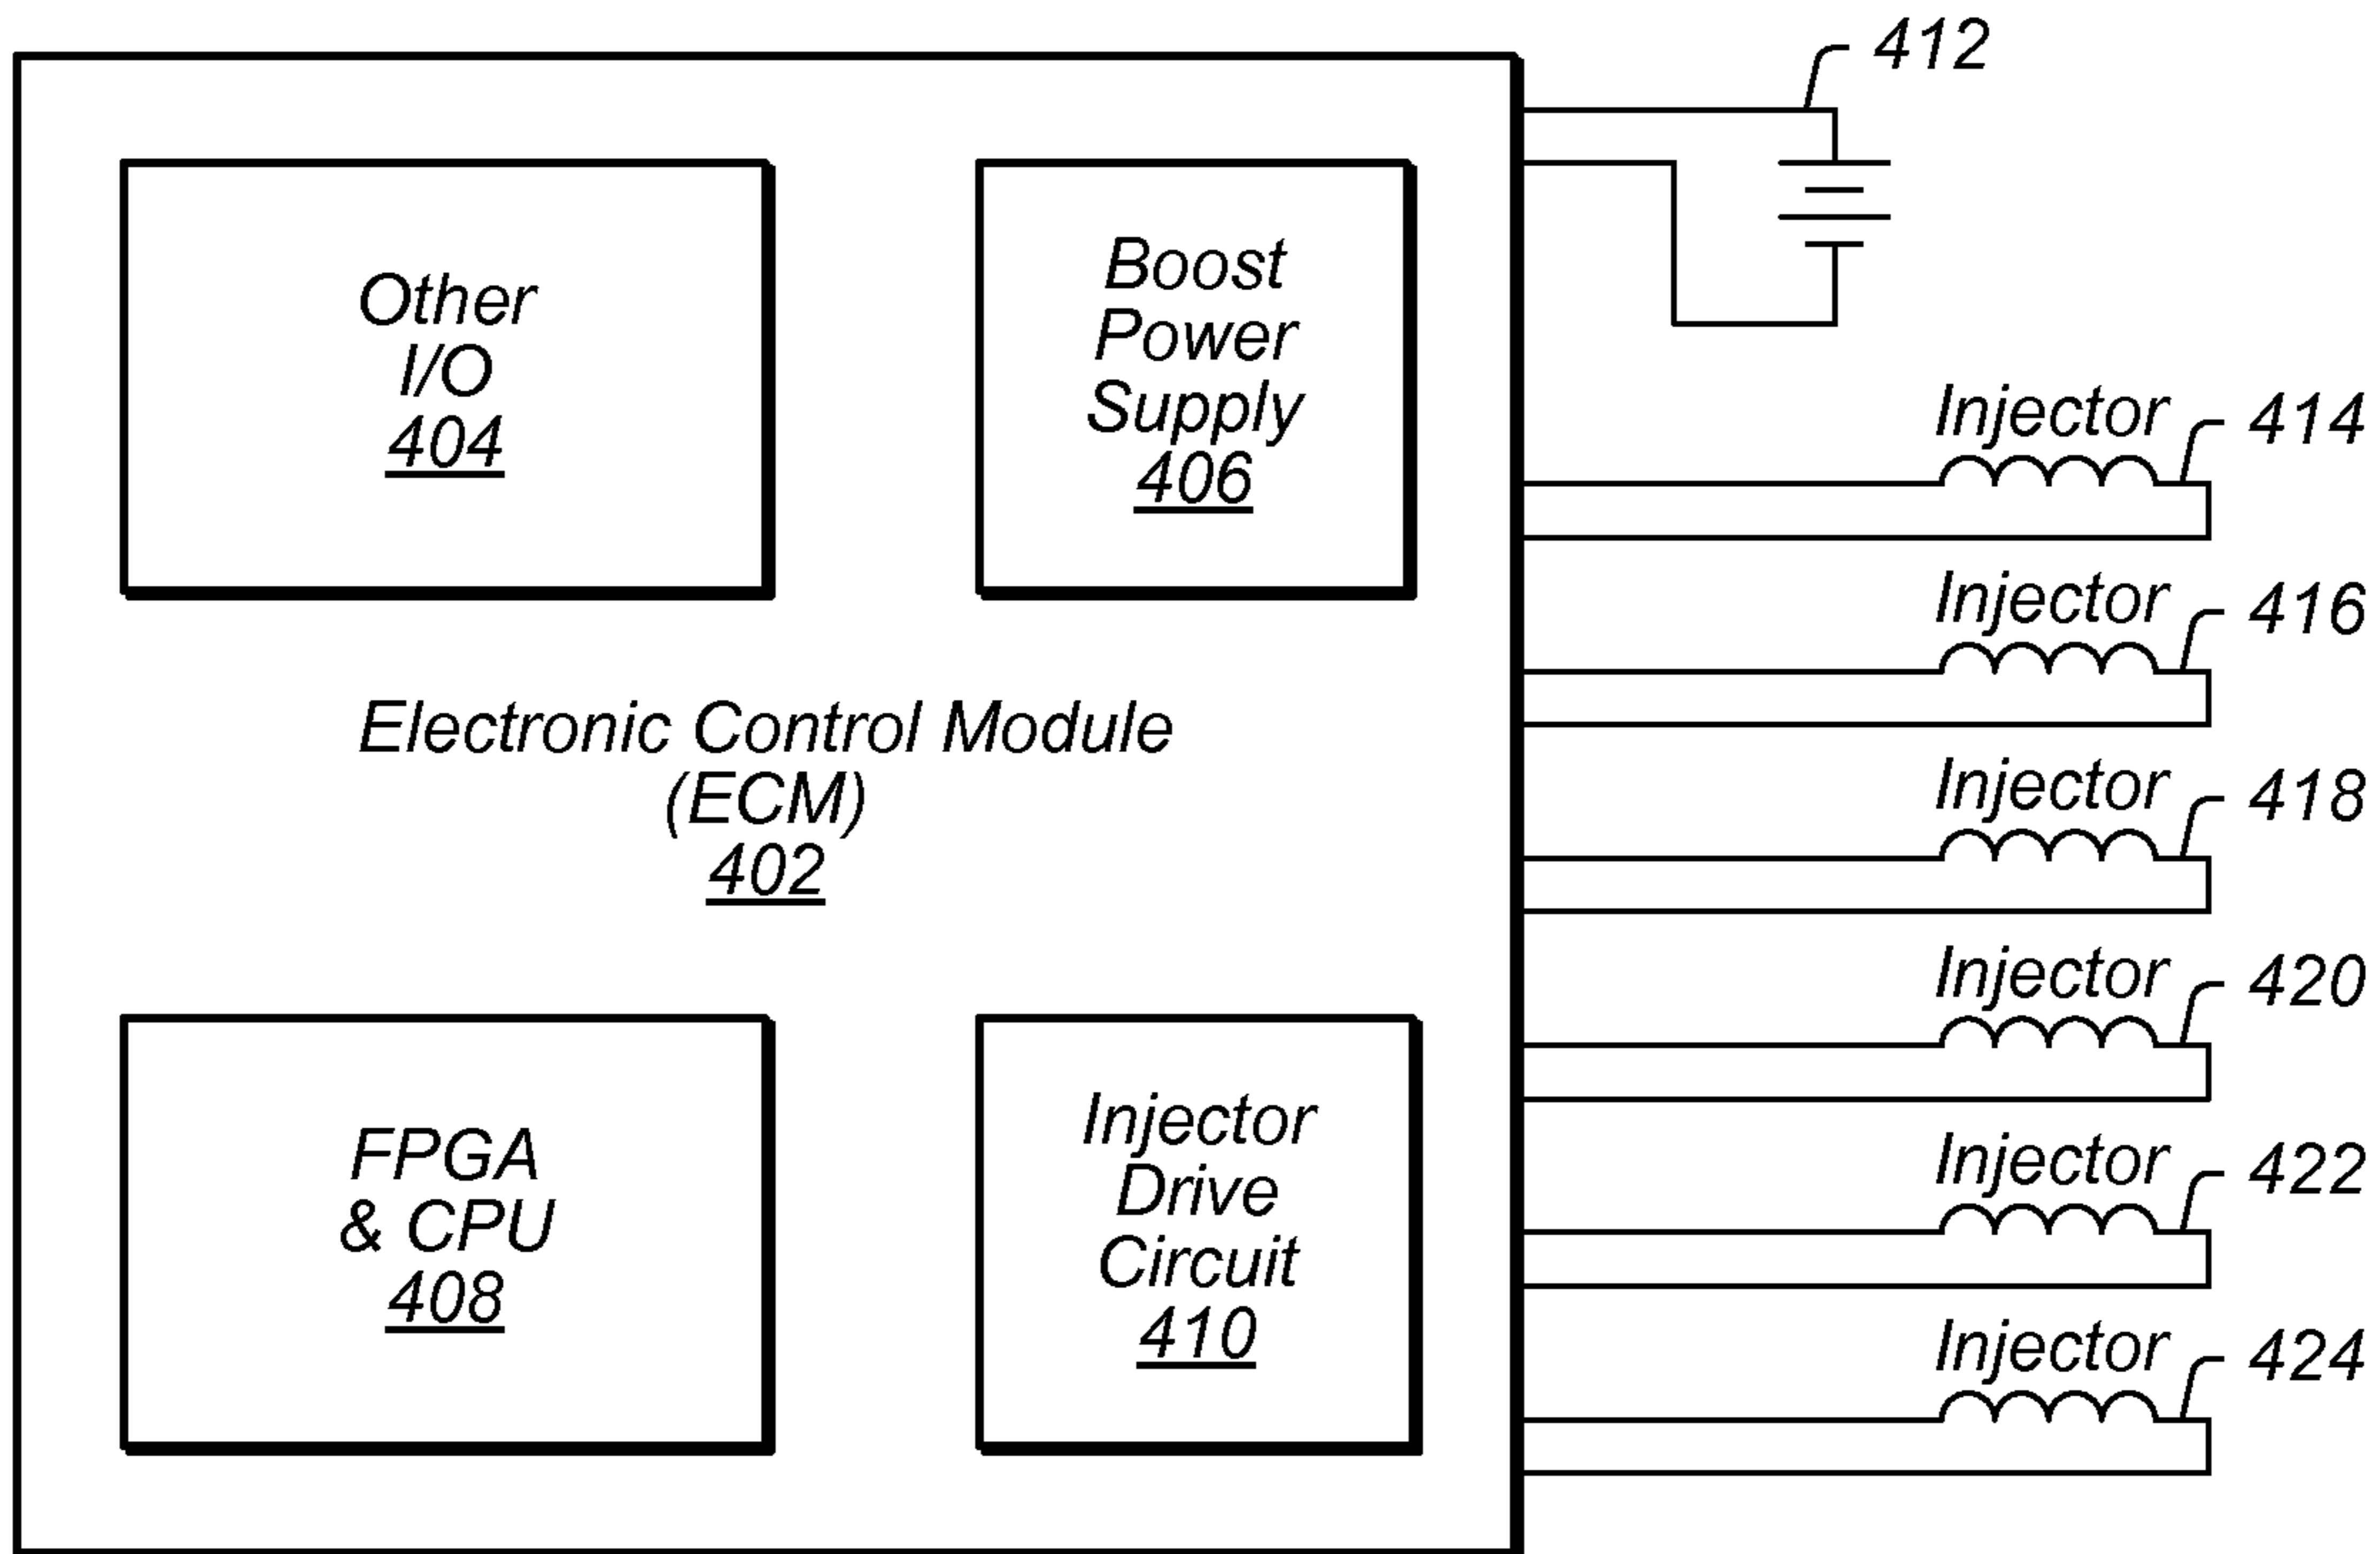 412
Other
I/O
404
Boost
Power
Supply
406
Injector
414
Injector
416
Electronic Control Module
(ECM)
402
Injector
418
Injector
420
FPGA
& CPU
408
Injector
Drive
Circuit
410
Injector
422
Injector
424